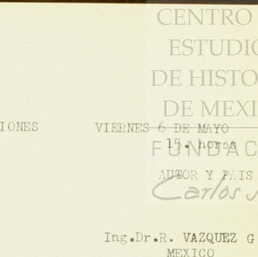 CENTRO
ESTUDIO
DE HISTO
DE MEXI
IONES VIERNES 6 DE MAYO
15. horas
FUNDAC
AUTOR Y PAIS
Carlos
Ing.Dr.R. VAZQUEZ G
MEXICO